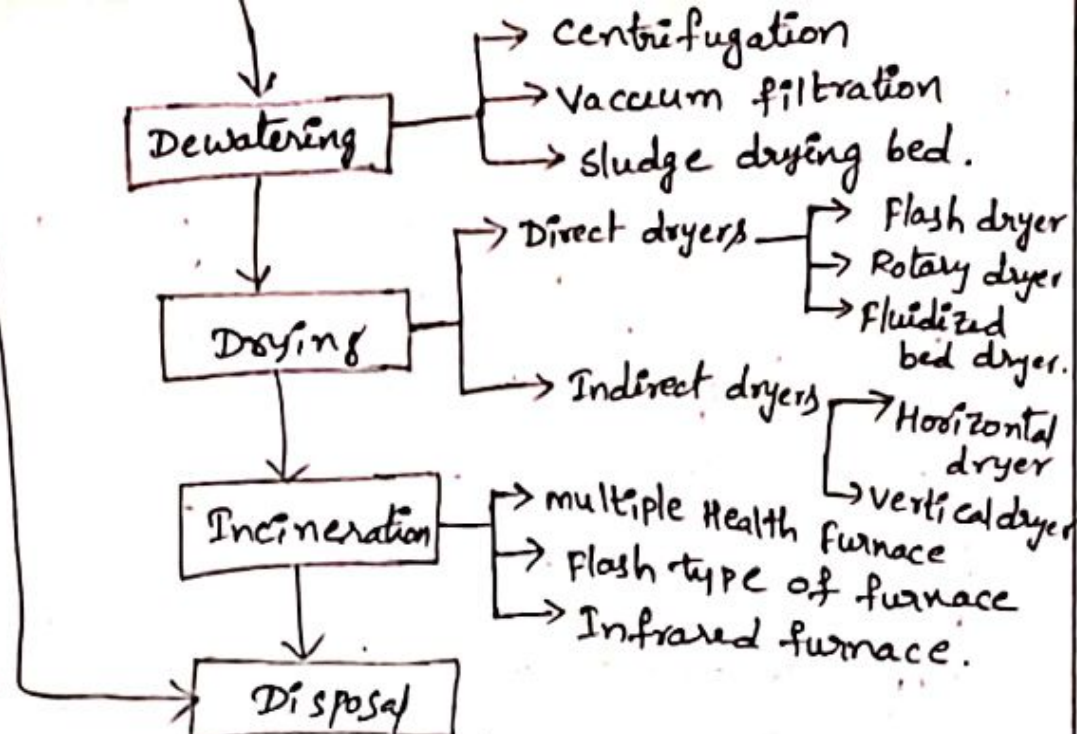 Centrifugation
Vaccum filtration
Dewatering
Sludge drying bed.
Direct dryers
Flash dryer
Rotary dryer
Fluidized
bed dryer.
Drying
Indirect dryers
Horizontal
dryer
Vertical dryer
Incineration
multiple Health furnace
Flash type of furnace
Infrared furnace.
Disposal